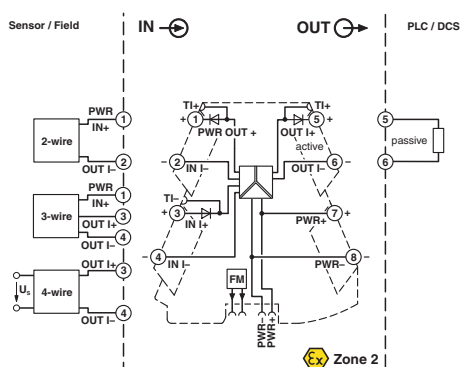 Sensor / Field
IN
OUT
PLC / DCS
TI+
TI+
PWR
1
IN+
2-wire
2
OUT I–
+ 1
PWR OUT +
5 +
OUT I+
active
5
passive
6
– 2
IN I–
6 –
OUT I–
PWR
1
IN+
3-wire
OUT I+
3
OUT I–
4
TI–
+ 3
IN I+
7 +
PWR+
OUT I+
3
Us
4-wire
OUT I–
4
4 –
IN I–
8 –
PWR–
FM
PWR–
PWR+
Ex Zone 2